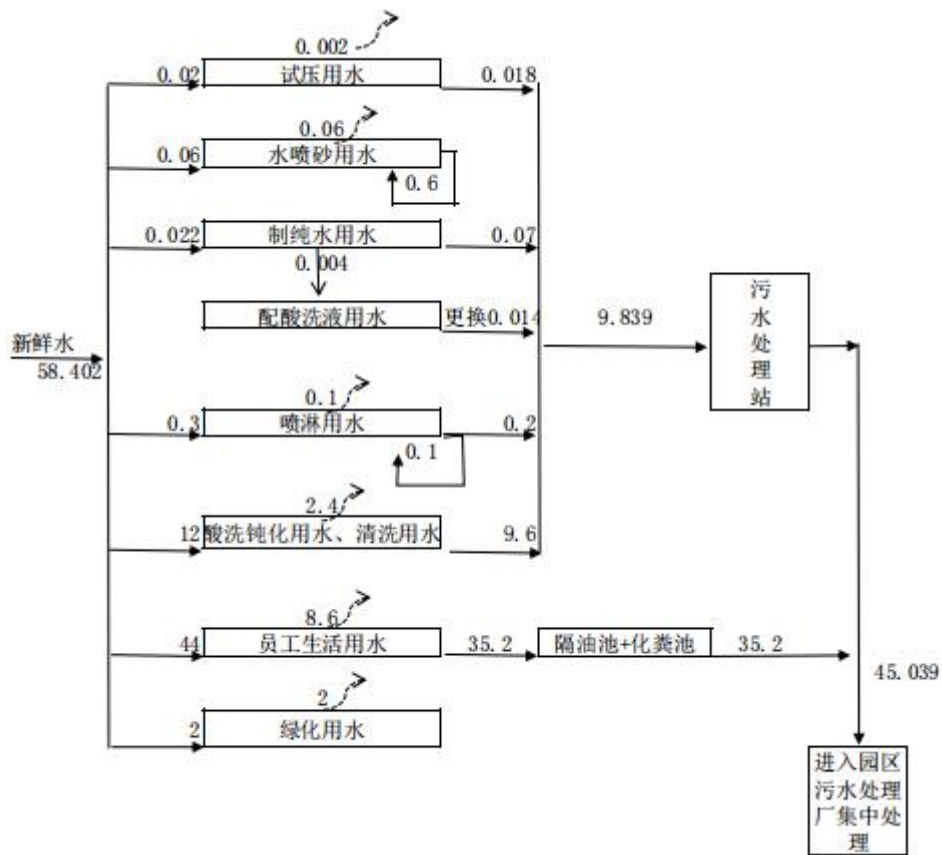 0.002
0.02
试压用水
0.018
0.06
0.06
水喷砂用水
0.6
0.022
制纯水用水
0.07
0.004
配酸洗液用水
更换0.014
9.839
污水处理站
新鲜水
58.402
0.1
0.3
喷淋用水
0.2
0.1
2.4
12
酸洗钝化用水、清洗用水
9.6
8.6
44
员工生活用水
35.2
隔油池+化粪池
35.2
45.039
2
2
绿化用水
进入园区
污水处理
厂集中处
理